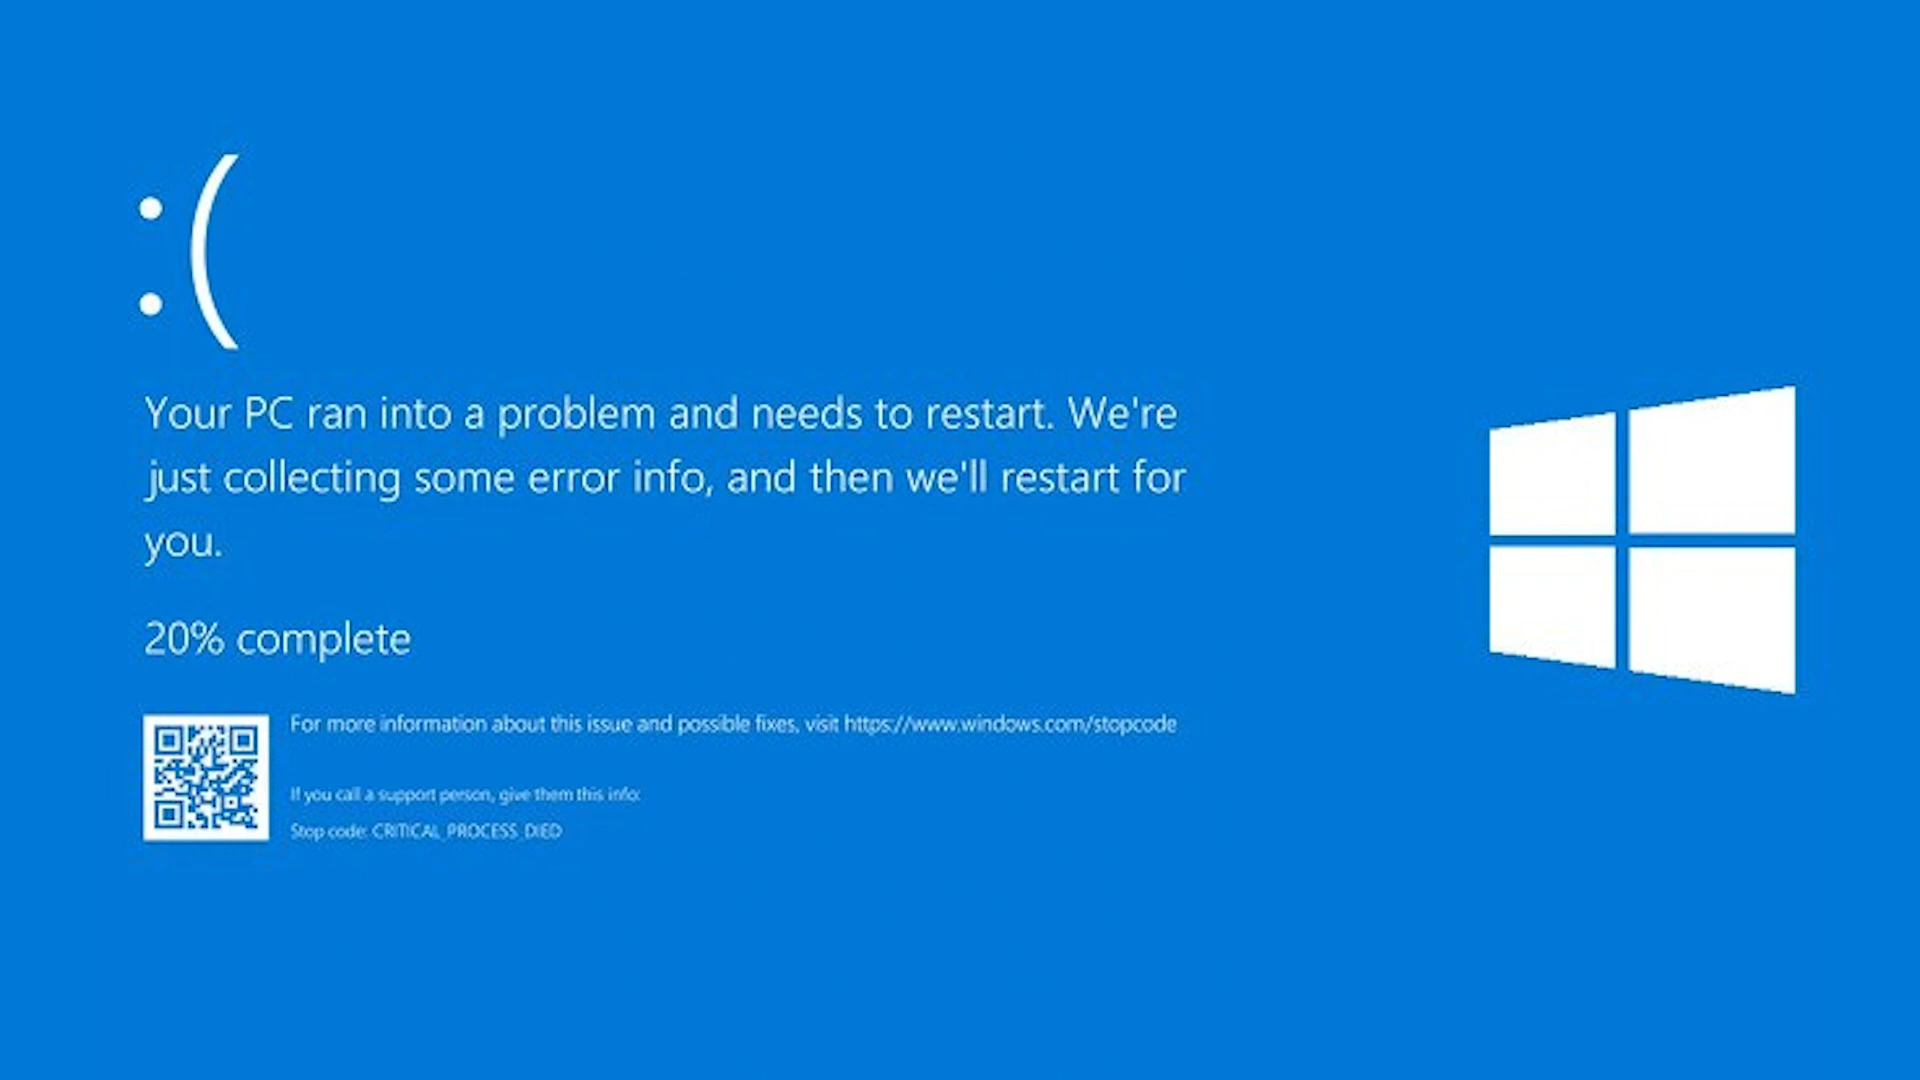 :(
Your PC ran into a problem and needs to restart. We're
just collecting some error info, and then we'll restart for
you.
20% complete
For more information about this issue and possible fixes, visit https://www.windows.com/stopcode
If you call a support person, give them this info:
Stop code: CRITICAL_PROCESS_DIED